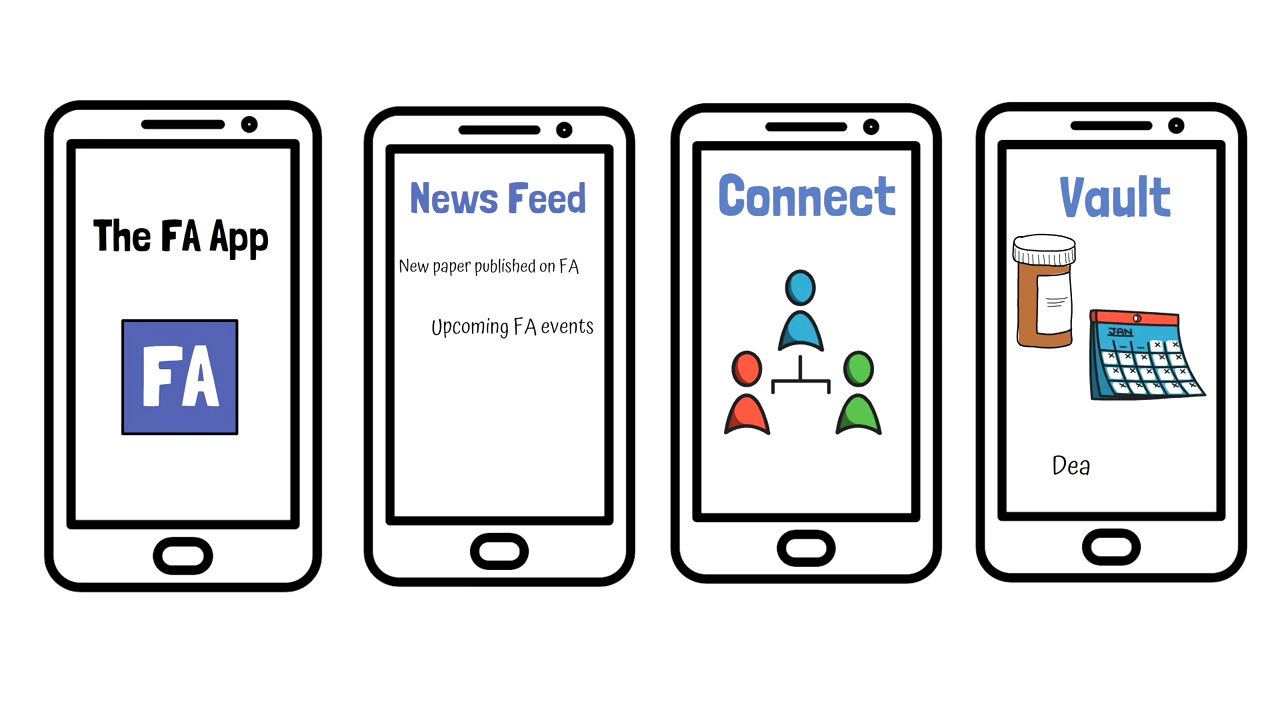 The FA App
FA
News Feed
New paper published on FA
Upcoming FA events
Connect
Vault
JAN
Dea